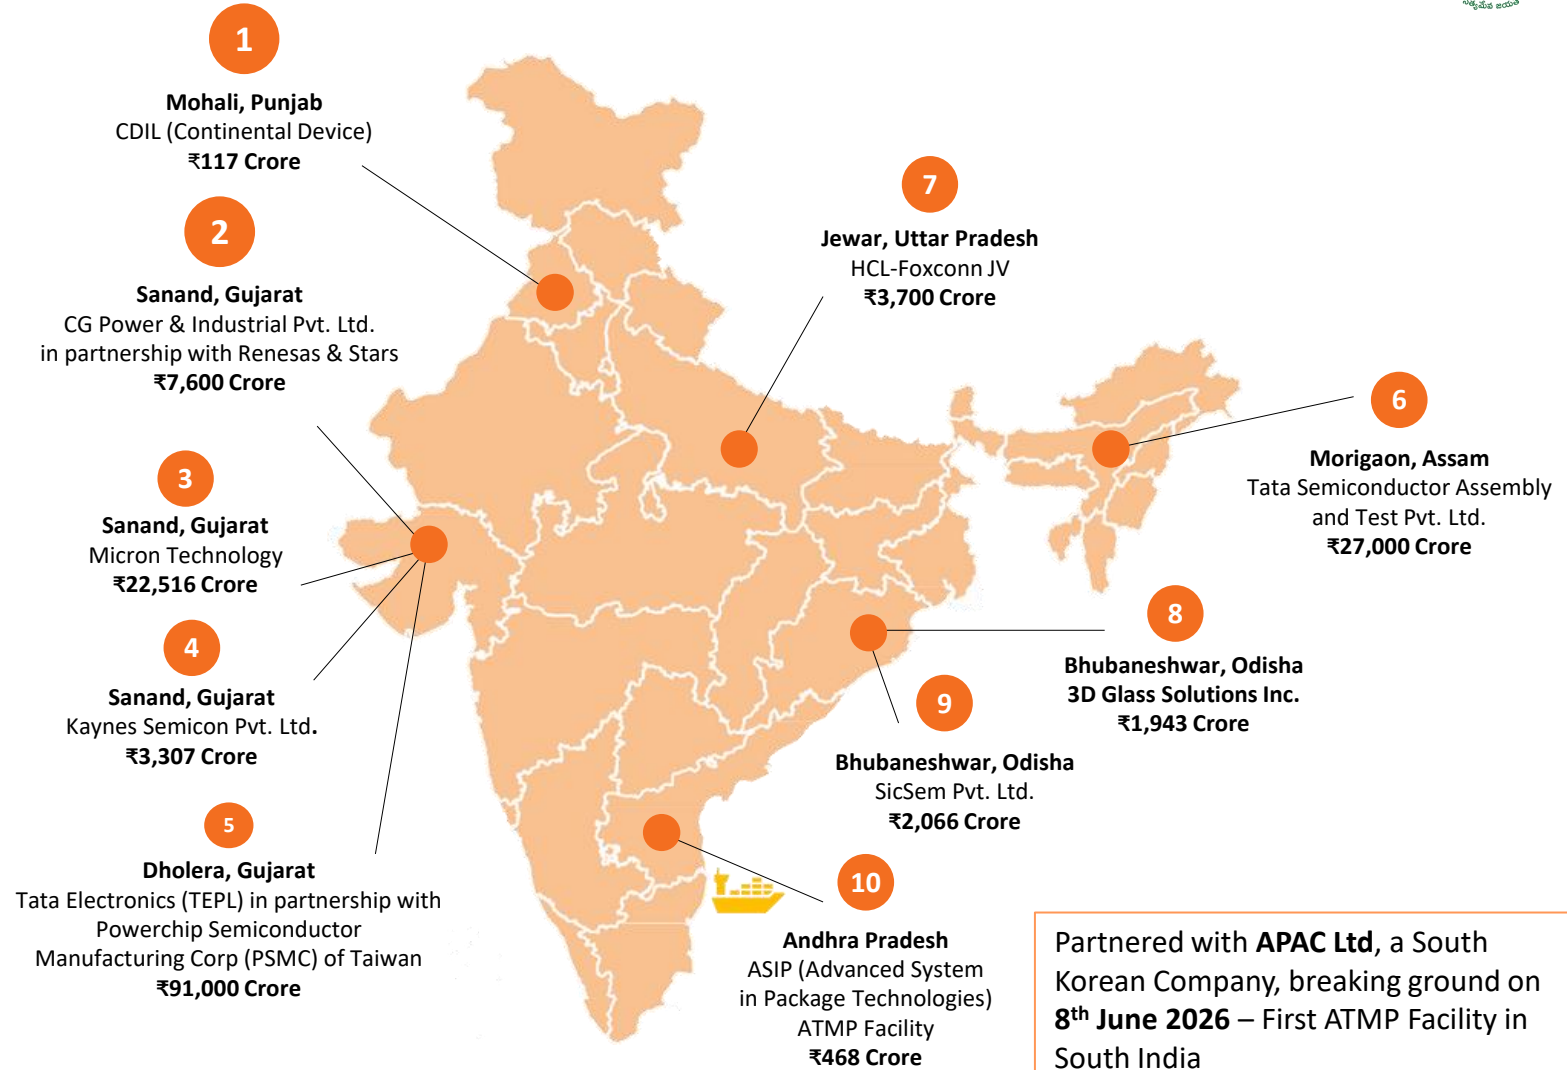 సత్యమేవ జయతే
1
Mohali, Punjab
CDIL (Continental Device)
₹117 Crore
2
Sanand, Gujarat
CG Power & Industrial Pvt. Ltd.
in partnership with Renesas & Stars
₹7,600 Crore
3
Sanand, Gujarat
Micron Technology
₹22,516 Crore
4
Sanand, Gujarat
Kaynes Semicon Pvt. Ltd.
₹3,307 Crore
5
Dholera, Gujarat
Tata Electronics (TEPL) in partnership with
Powerchip Semiconductor
Manufacturing Corp (PSMC) of Taiwan
₹91,000 Crore
7
Jewar, Uttar Pradesh
HCL-Foxconn JV
₹3,700 Crore
6
Morigaon, Assam
Tata Semiconductor Assembly
and Test Pvt. Ltd.
₹27,000 Crore
8
Bhubaneshwar, Odisha
3D Glass Solutions Inc.
₹1,943 Crore
9
Bhubaneshwar, Odisha
SicSem Pvt. Ltd.
₹2,066 Crore
10
Andhra Pradesh
ASIP (Advanced System
in Package Technologies)
ATMP Facility
₹468 Crore
Partnered with APAC Ltd, a South
Korean Company, breaking ground on
8th June 2026 – First ATMP Facility in
South India